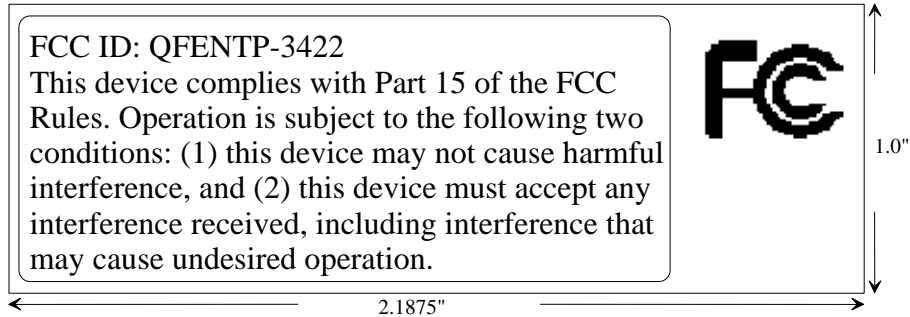 FCC ID: QFENTP-3422
This device complies with Part 15 of the FCC
Rules. Operation is subject to the following two
conditions: (1) this device may not cause harmful
interference, and (2) this device must accept any
interference received, including interference that
may cause undesired operation.
FCC
1.0"
2.1875"